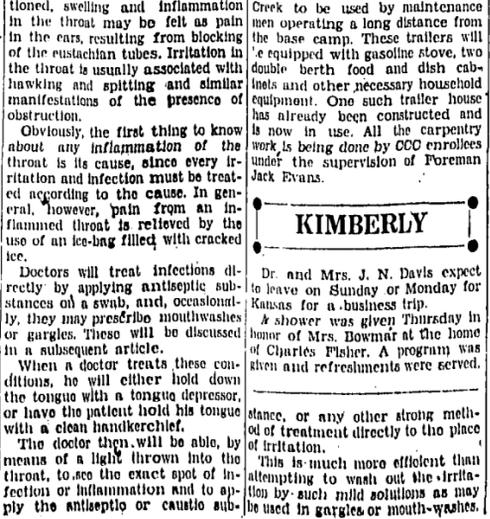 tioned, swelling and inflammation
in the throat may be felt as pain
in the ears, resulting from blocking
of the eustachian tubes. Irritation in
the throat is usually associated with
hawking and spitting and similar
manifestations of the presence of
obstruction.
Obviously, the first thing to know
about any inflammation of the
throat is its cause, since every ir-
ritation and infection must be treat-
ed according to the cause. In gen-
eral, however, pain from an in-
flammed throat is relieved by the
use of an ice-bag filled with cracked
ice.
Doctors will treat infections di-
rectly by applying antiseptic sub-
stances on a swab, and, occasional-
ly, they may prescribe mouthwashes
or gargles. These will be discussed
in a subsequent article.
When a doctor treats these con-
ditions, he will either hold down
the tongue with a tongue depressor,
or have the patient hold his tongue
with a clean handkerchief.
The doctor then will be able, by
means of a light thrown into the
throat, to see the exact spot of in-
fection or inflammation and to ap-
ply the antiseptic or caustic sub-
stance, or any other strong meth-
od of treatment directly to the place
of irritation.
This is much more efficient than
attempting to wash out the irrita-
tion by such mild solutions as may
be used in gargles or mouth-washes.
Creek to be used by maintenance
men operating a long distance from
the base camp. These trailers will
be equipped with gasoline stove, two
double berth food and dish cab-
inets and other necessary household
equipment. One such trailer house
has already been constructed and
is now in use. All the carpentry
work is being done by CCC enrollees
under the supervision of Foreman
Jack Evans.
KIMBERLY
Dr. and Mrs. J. N. Davis expect
to leave on Sunday or Monday for
Kansas for a business trip.
A shower was given Thursday in
honor of Mrs. Bowmar at the home
of Charles Fisher. A program was
given and refreshments were served.